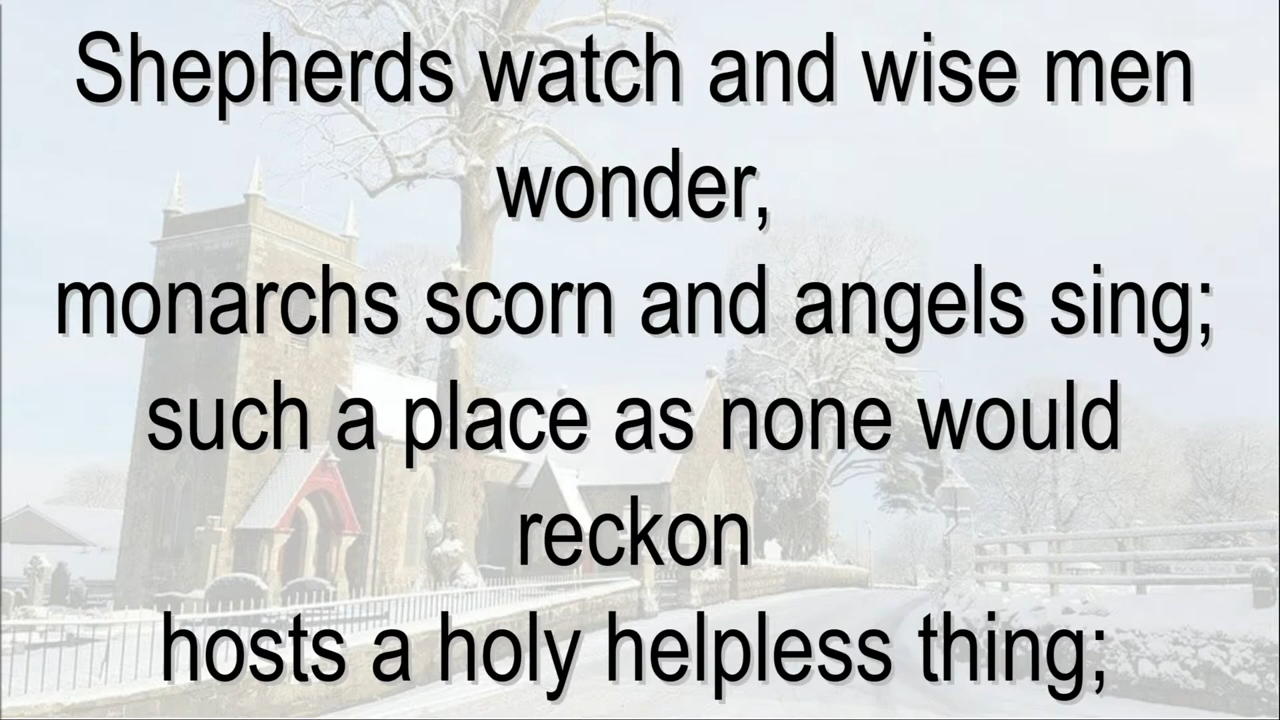 Shepherds watch and wise men
wonder,
monarchs scorn and angels sing;
such a place as none would
reckon
hosts a holy helpless thing;